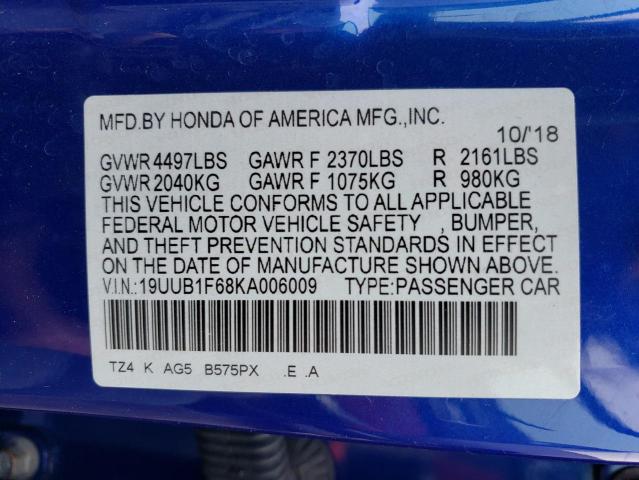 MFD.BY HONDA OF AMERICA MFG.,INC.
10/'18
GVWR 4497LBS GAWR F 2370LBS R 2161LBS
GVWR 2040KG GAWR F 1075KG R 980KG
THIS VEHICLE CONFORMS TO ALL APPLICABLE
FEDERAL MOTOR VEHICLE SAFETY , BUMPER,
AND THEFT PREVENTION STANDARDS IN EFFECT
ON THE DATE OF MANUFACTURE SHOWN ABOVE.
V.I.N.:19UUB1F68KA006009 TYPE:PASSENGER CAR
TZ4 K AG5 B575PX .E .A